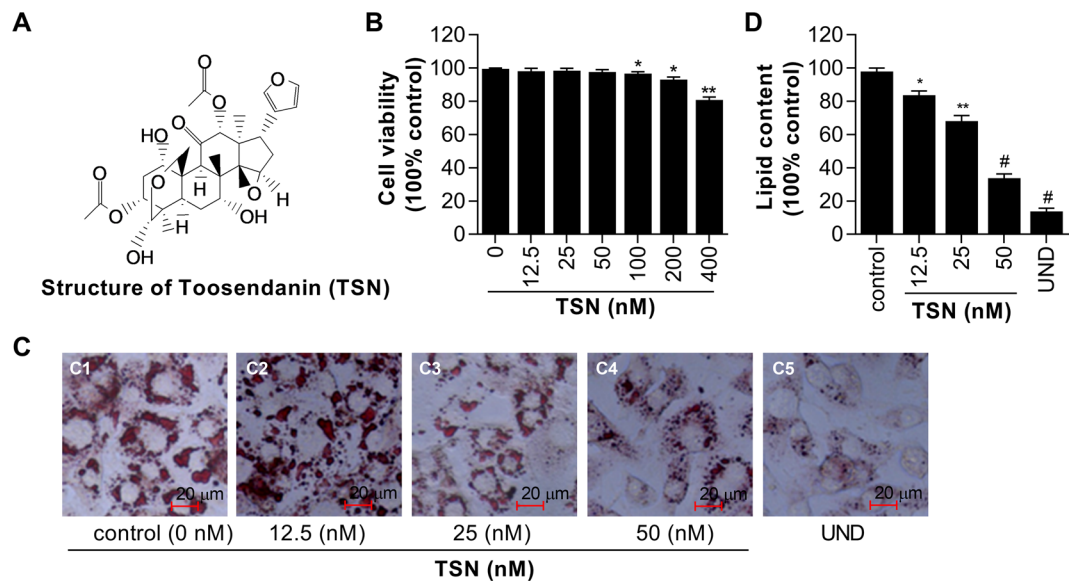 A
O
O
O
O
O
HO
H
H
O
O
O
O
H
OH
H
OH
Structure of Toosendanin (TSN)
B
Cell viability
(100% control)
120
100
80
60
40
20
0
*
*
**
0
12.5
25
50
100
200
400
TSN (nM)
D
Lipid content
(100% control)
120
100
80
60
40
20
0
*
**
#
#
control
12.5
25
50
UND
TSN (nM)
C
C1
20 μm
C2
20 μm
C3
20 μm
C4
20 μm
C5
20 μm
control (0 nM)
12.5 (nM)
25 (nM)
50 (nM)
UND
TSN (nM)